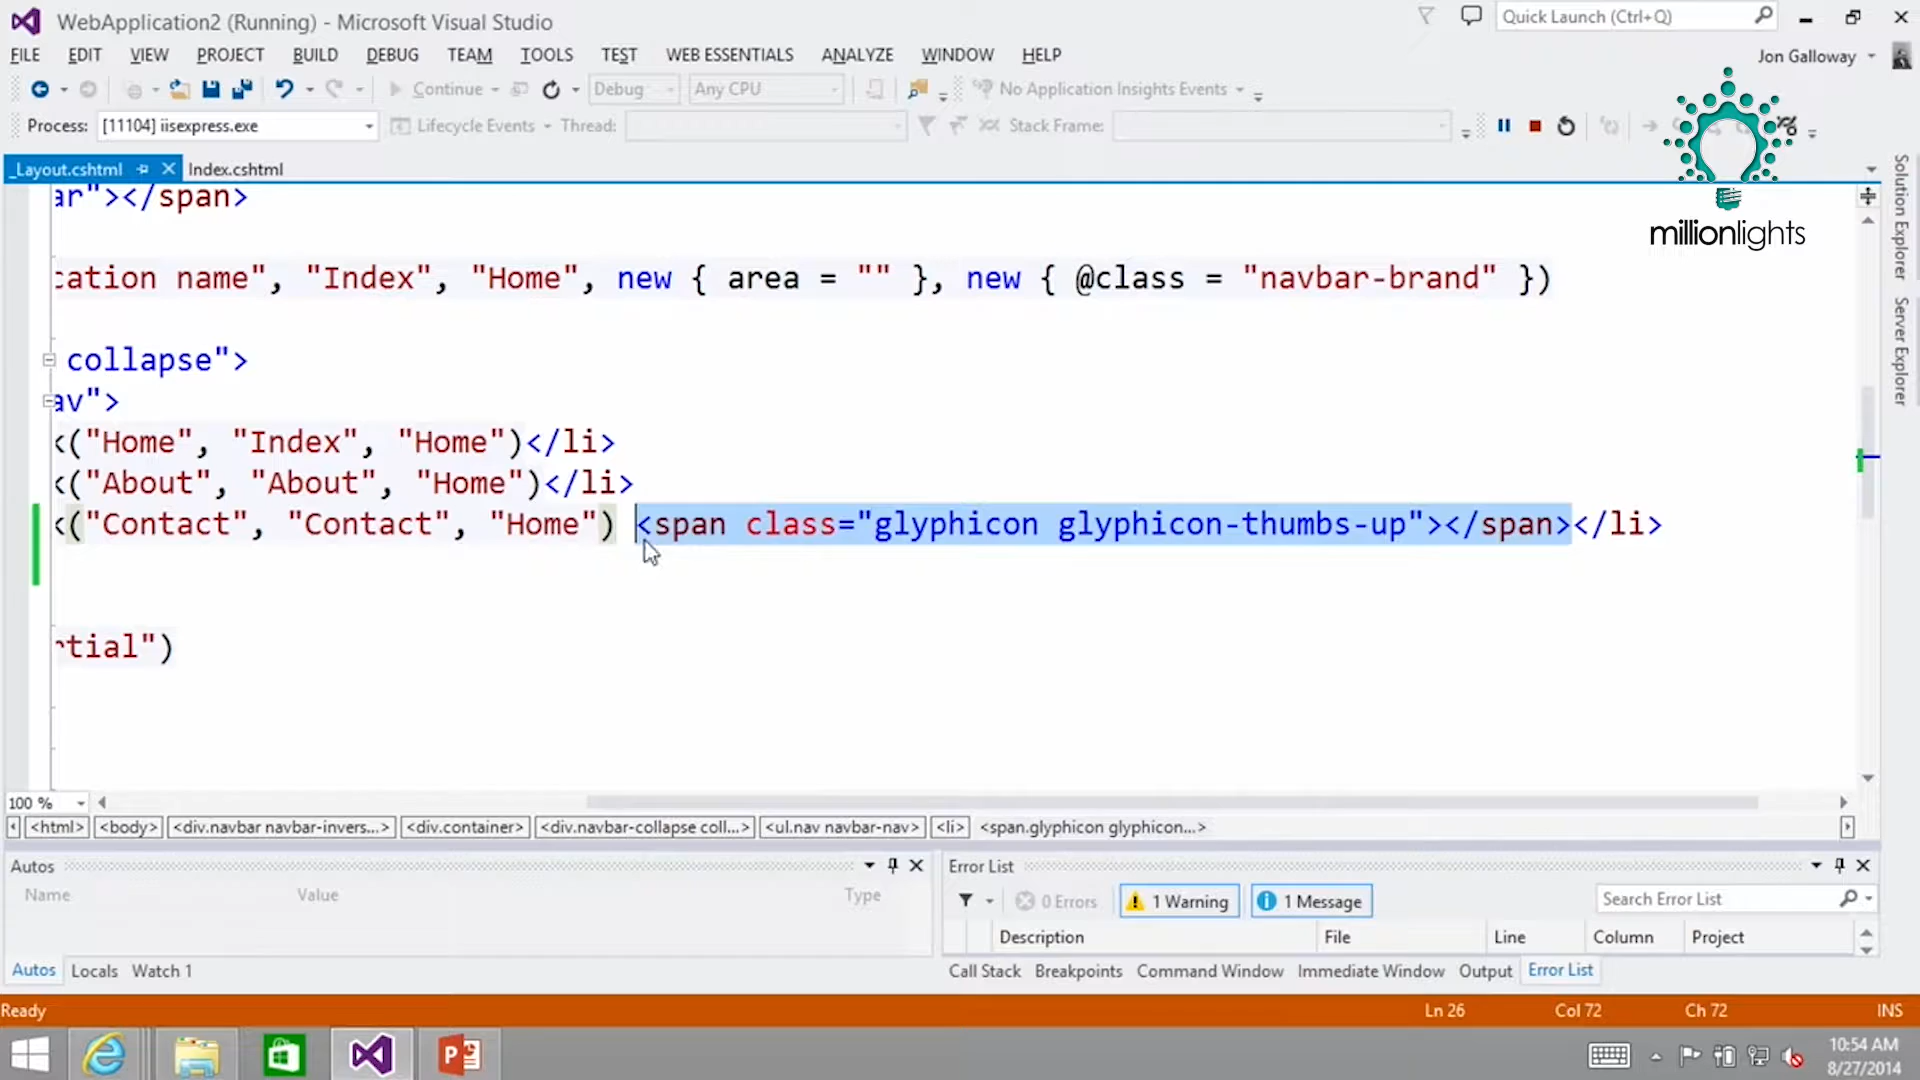 WebApplication2 (Running) - Microsoft Visual Studio
Quick Launch (Ctrl+Q)
FILE EDIT VIEW PROJECT BUILD DEBUG TEAM TOOLS TEST WEB ESSENTIALS ANALYZE WINDOW HELP
Jon Galloway
Continue Debug Any CPU No Application Insights Events
Process: [11104] iisexpress.exe Lifecycle Events Thread: Stack Frame:
_Layout.cshtml Index.cshtml
millionlights
Solution Explorer
Server Explorer
ar"></span>
cation name", "Index", "Home", new { area = "" }, new { @class = "navbar-brand" })
collapse">
av">
k("Home", "Index", "Home")</li>
k("About", "About", "Home")</li>
k("Contact", "Contact", "Home") <span class="glyphicon glyphicon-thumbs-up"></span></li>
rtial")
100 %
<html> <body> <div.navbar navbar-invers...> <div.container> <div.navbar-collapse coll...> <ul.nav navbar-nav> <li> <span.glyphicon glyphicon...>
Autos
Name Value Type
Autos Locals Watch 1
Error List
0 Errors 1 Warning 1 Message Search Error List
Description File Line Column Project
Call Stack Breakpoints Command Window Immediate Window Output Error List
Ready Ln 26 Col 72 Ch 72 INS
10:54 AM
8/27/2014